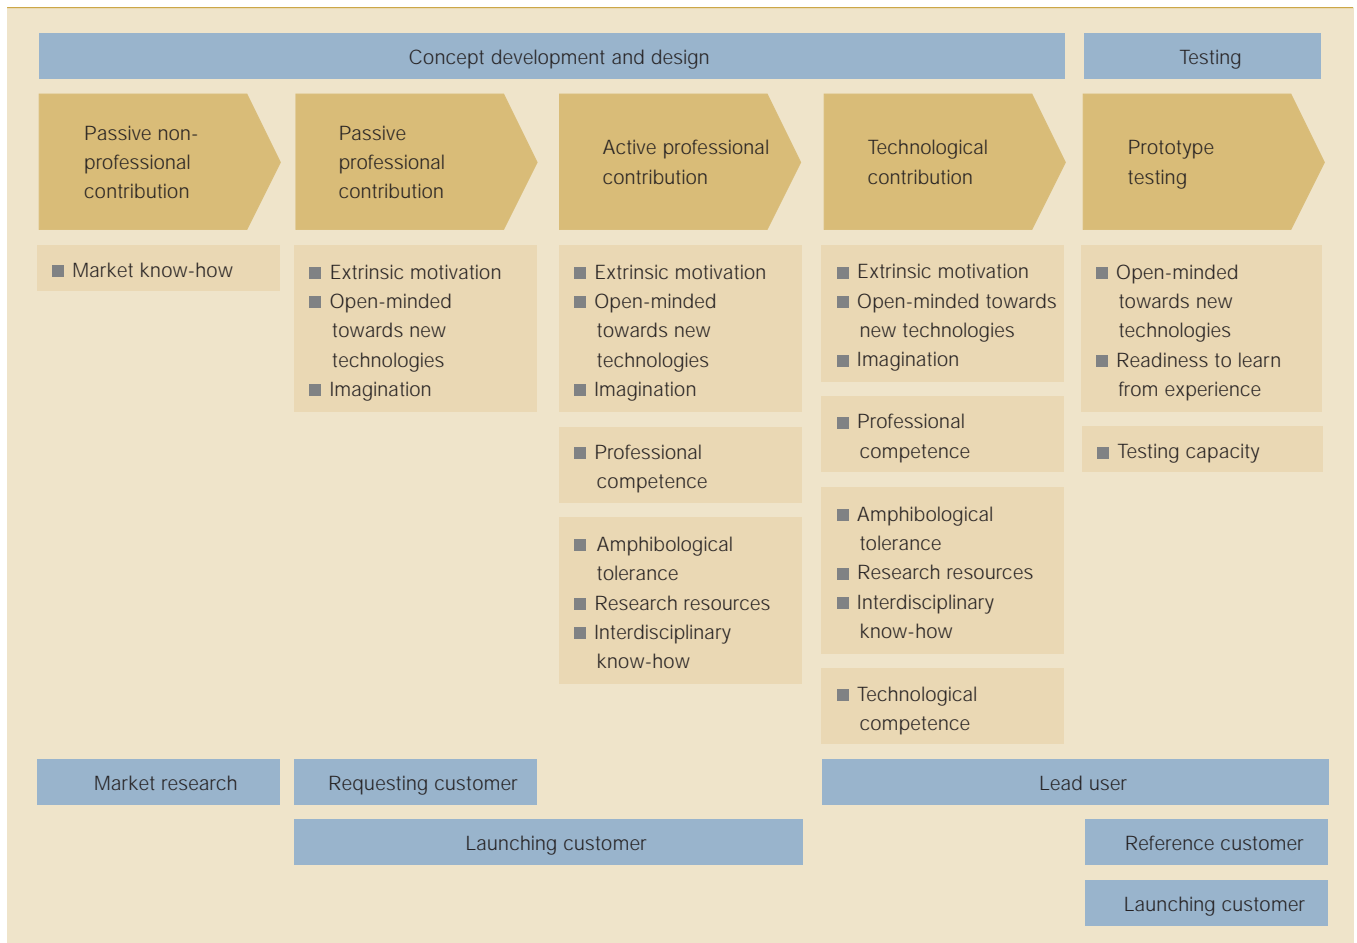 Concept development and design
Testing
Passive non-
professional
contribution
Passive
professional
contribution
Active professional
contribution
Technological
contribution
Prototype
testing
Market know-how
Extrinsic motivation
Open-minded
towards new
technologies
Imagination
Extrinsic motivation
Open-minded
towards new
technologies
Imagination
Professional
competence
Amphibological
tolerance
Research resources
Interdisciplinary
know-how
Extrinsic motivation
Open-minded towards
new technologies
Imagination
Professional
competence
Amphibological
tolerance
Research resources
Interdisciplinary
know-how
Technological
competence
Open-minded
towards new
technologies
Readiness to learn
from experience
Testing capacity
Market research
Requesting customer
Lead user
Launching customer
Reference customer
Launching customer